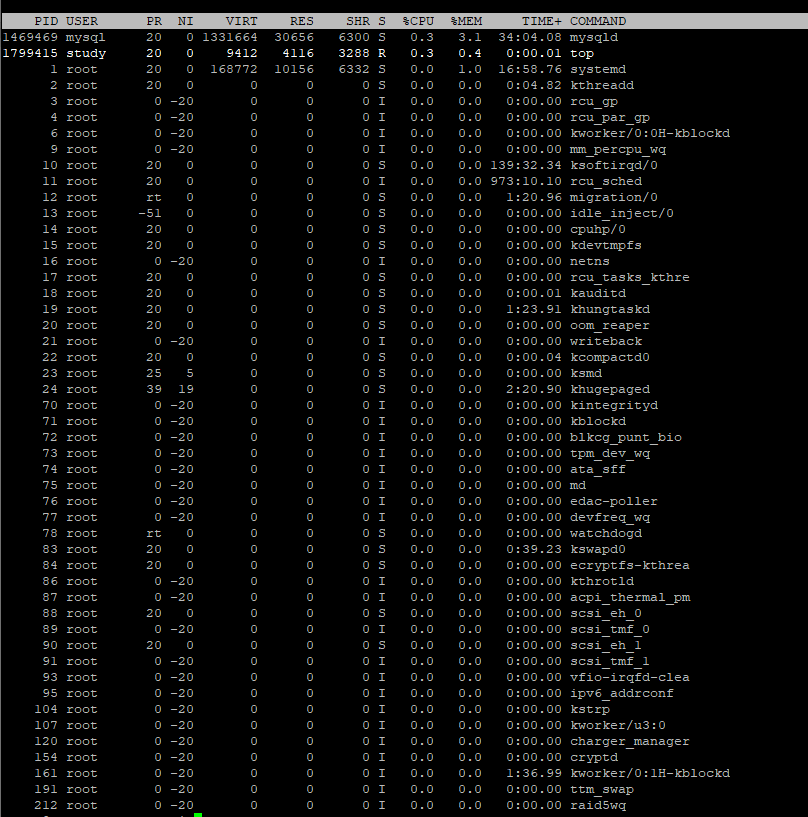 PID USER PR NI VIRT RES SHR S %CPU %MEM TIME+ COMMAND
1469469 mysql 20 0 1331664 30656 6300 S 0.3 3.1 34:04.08 mysqld
1799415 study 20 0 9412 4116 3288 R 0.3 0.4 0:00.01 top
1 root 20 0 168772 10156 6332 S 0.0 1.0 16:58.76 systemd
2 root 20 0 0 0 0 S 0.0 0.0 0:04.82 kthreadd
3 root 0 -20 0 0 0 I 0.0 0.0 0:00.00 rcu_gp
4 root 0 -20 0 0 0 I 0.0 0.0 0:00.00 rcu_par_gp
6 root 0 -20 0 0 0 I 0.0 0.0 0:00.00 kworker/0:0H-kblockd
9 root 0 -20 0 0 0 I 0.0 0.0 0:00.00 mm_percpu_wq
10 root 20 0 0 0 0 S 0.0 0.0 139:32.34 ksoftirqd/0
11 root 20 0 0 0 0 I 0.0 0.0 973:10.10 rcu_sched
12 root rt 0 0 0 0 S 0.0 0.0 1:20.96 migration/0
13 root -51 0 0 0 0 S 0.0 0.0 0:00.00 idle_inject/0
14 root 20 0 0 0 0 S 0.0 0.0 0:00.00 cpuhp/0
15 root 20 0 0 0 0 S 0.0 0.0 0:00.00 kdevtmpfs
16 root 0 -20 0 0 0 I 0.0 0.0 0:00.00 netns
17 root 20 0 0 0 0 S 0.0 0.0 0:00.00 rcu_tasks_kthre
18 root 20 0 0 0 0 S 0.0 0.0 0:00.01 kauditd
19 root 20 0 0 0 0 S 0.0 0.0 1:23.91 khungtaskd
20 root 20 0 0 0 0 S 0.0 0.0 0:00.00 oom_reaper
21 root 0 -20 0 0 0 I 0.0 0.0 0:00.00 writeback
22 root 20 0 0 0 0 S 0.0 0.0 0:00.04 kcompactd0
23 root 25 5 0 0 0 S 0.0 0.0 0:00.00 ksmd
24 root 39 19 0 0 0 S 0.0 0.0 2:20.90 khugepaged
70 root 0 -20 0 0 0 I 0.0 0.0 0:00.00 kintegrityd
71 root 0 -20 0 0 0 I 0.0 0.0 0:00.00 kblockd
72 root 0 -20 0 0 0 I 0.0 0.0 0:00.00 blkcg_punt_bio
73 root 0 -20 0 0 0 I 0.0 0.0 0:00.00 tpm_dev_wq
74 root 0 -20 0 0 0 I 0.0 0.0 0:00.00 ata_sff
75 root 0 -20 0 0 0 I 0.0 0.0 0:00.00 md
76 root 0 -20 0 0 0 I 0.0 0.0 0:00.00 edac-poller
77 root 0 -20 0 0 0 I 0.0 0.0 0:00.00 devfreq_wq
78 root rt 0 0 0 0 S 0.0 0.0 0:00.00 watchdogd
83 root 20 0 0 0 0 S 0.0 0.0 0:39.23 kswapd0
84 root 20 0 0 0 0 S 0.0 0.0 0:00.00 ecryptfs-kthrea
86 root 0 -20 0 0 0 I 0.0 0.0 0:00.00 kthrotld
87 root 0 -20 0 0 0 I 0.0 0.0 0:00.00 acpi_thermal_pm
88 root 20 0 0 0 0 S 0.0 0.0 0:00.00 scsi_eh_0
89 root 0 -20 0 0 0 I 0.0 0.0 0:00.00 scsi_tmf_0
90 root 20 0 0 0 0 S 0.0 0.0 0:00.00 scsi_eh_1
91 root 0 -20 0 0 0 I 0.0 0.0 0:00.00 scsi_tmf_1
93 root 0 -20 0 0 0 I 0.0 0.0 0:00.00 vfio-irqfd-clea
95 root 0 -20 0 0 0 I 0.0 0.0 0:00.00 ipv6_addrconf
104 root 0 -20 0 0 0 I 0.0 0.0 0:00.00 kstrp
107 root 0 -20 0 0 0 I 0.0 0.0 0:00.00 kworker/u3:0
120 root 0 -20 0 0 0 I 0.0 0.0 0:00.00 charger_manager
154 root 0 -20 0 0 0 I 0.0 0.0 0:00.00 cryptd
161 root 0 -20 0 0 0 I 0.0 0.0 1:36.99 kworker/0:1H-kblockd
191 root 0 -20 0 0 0 I 0.0 0.0 0:00.00 ttm_swap
212 root 0 -20 0 0 0 I 0.0 0.0 0:00.00 raid5wq